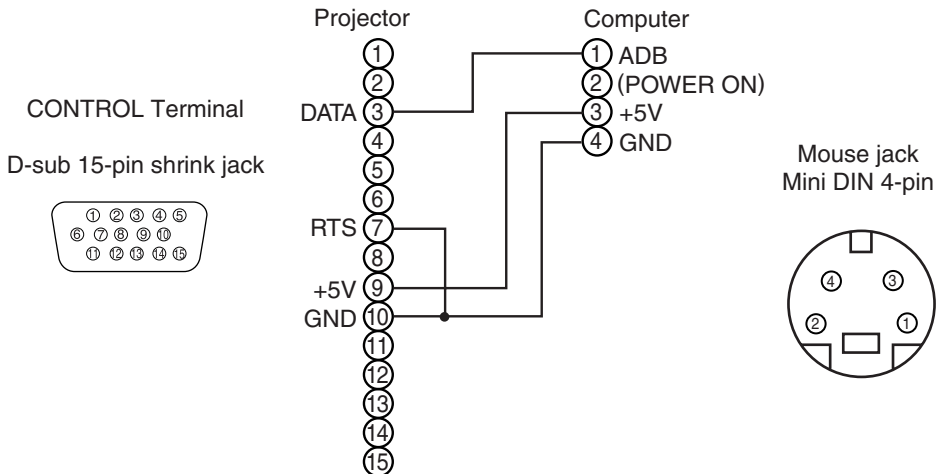 Projector
Computer
CONTROL Terminal
D-sub 15-pin shrink jack
1 2 3 4 5
6 7 8 9 10
11 12 13 14 15
1
2
DATA 3
4
5
6
RTS 7
8
+5V 9
GND 10
11
12
13
14
15
1 ADB
2 (POWER ON)
3 +5V
4 GND
Mouse jack
Mini DIN 4-pin
4 3
2 1